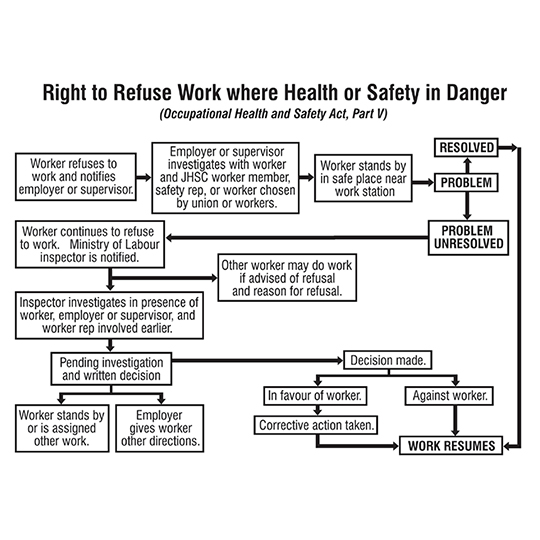 Right to Refuse Work where Health or Safety in Danger
(Occupational Health and Safety Act, Part V)
Worker refuses to
work and notifies
employer or supervisor.
Employer or supervisor
investigates with worker
and JHSC worker member,
safety rep, or worker chosen
by union or workers.
Worker stands by
in safe place near
work station
RESOLVED
PROBLEM
PROBLEM
UNRESOLVED
Worker continues to refuse
to work. Ministry of Labour
inspector is notified.
Other worker may do work
if advised of refusal
and reason for refusal.
Inspector investigates in presence of
worker, employer or supervisor, and
worker rep involved earlier.
Pending investigation
and written decision
Decision made.
Worker stands by
or is assigned
other work.
Employer
gives worker
other directions.
In favour of worker.
Against worker.
Corrective action taken.
WORK RESUMES